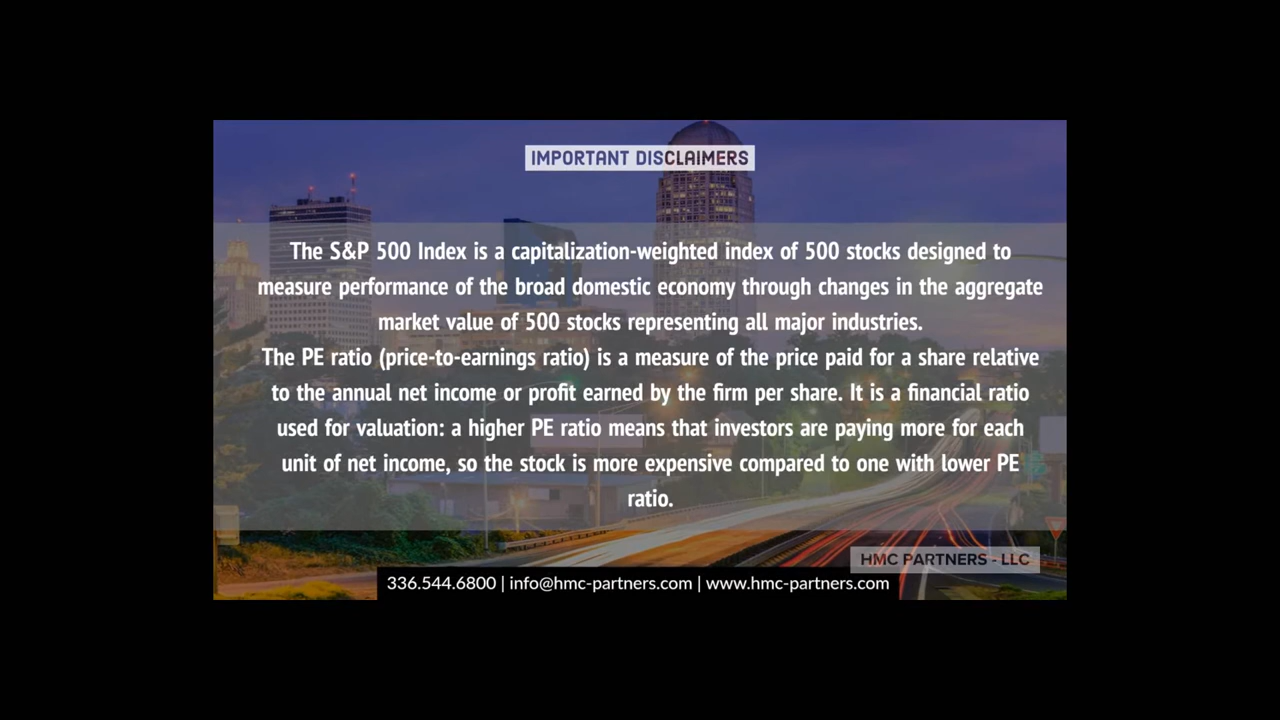 IMPORTANT DISCLAIMERS
The S&P 500 Index is a capitalization-weighted index of 500 stocks designed to
measure performance of the broad domestic economy through changes in the aggregate
market value of 500 stocks representing all major industries.
The PE ratio (price-to-earnings ratio) is a measure of the price paid for a share relative
to the annual net income or profit earned by the firm per share. It is a financial ratio
used for valuation: a higher PE ratio means that investors are paying more for each
unit of net income, so the stock is more expensive compared to one with lower PE
ratio.
HMC PARTNERS - LLC
336.544.6800 | info@hmc-partners.com | www.hmc-partners.com